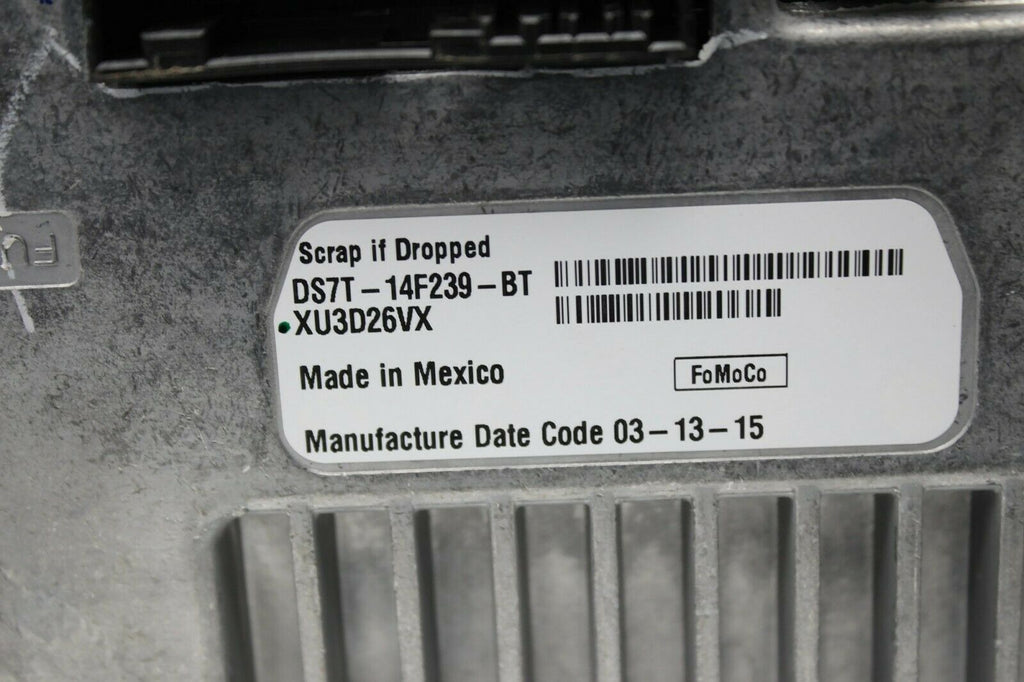 Scrap if Dropped
DS7T-14F239-BT
XU3D26VX
Made in Mexico
FoMoCo
Manufacture Date Code 03-13-15